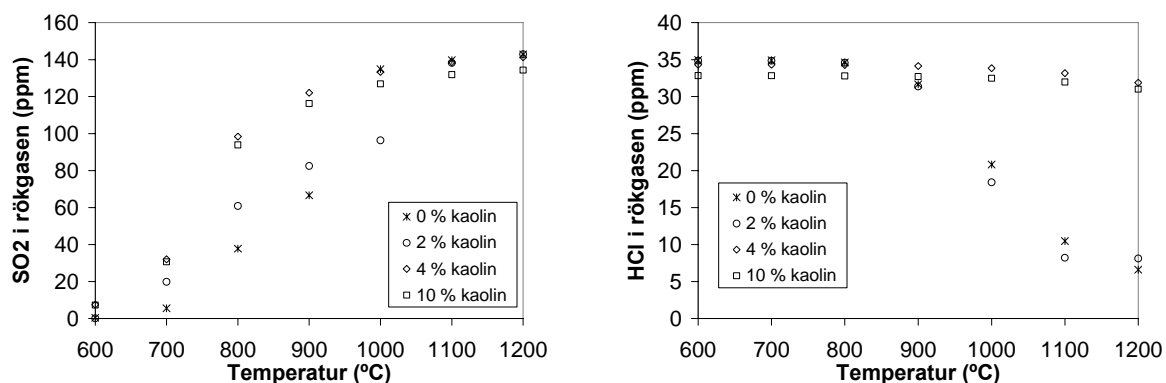 SO2 i rökgasen (ppm)
160
140
120
100
80
60
40
20
0
600 700 800 900 1000 1100 1200
Temperatur (ºC)
0 % kaolin
2 % kaolin
4 % kaolin
10 % kaolin
HCl i rökgasen (ppm)
40
35
30
25
20
15
10
5
0
600 700 800 900 1000 1100 1200
Temperatur (ºC)
0 % kaolin
2 % kaolin
4 % kaolin
10 % kaolin